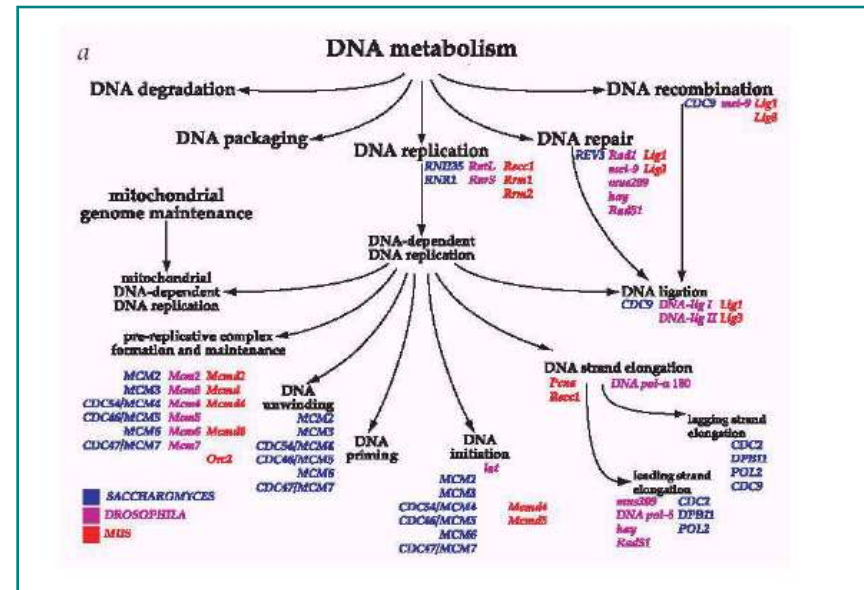 a
DNA metabolism
DNA degradation
DNA recombination
CDC9 mei-9 Lig1
Lig3
DNA packaging
DNA repair
REV3 Rad1 Lig1
mei-9 Lig3
mus209
hay
Rad51
DNA replication
RNH35 RnrL Recc1
RNR1 RnrS Rrm1
Rrm2
mitochondrial
genome maintenance
DNA-dependent
DNA replication
mitochondrial
DNA-dependent
DNA replication
DNA ligation
CDC9 DNA-lig I Lig1
DNA-lig II Lig3
pre-replicative complex
formation and maintenance
MCM2 Mcm2 Mcmd2
MCM3 Mcm3 Mcmd
CDC54/MCM4 Mcm4 Mcmd4
CDC46/MCM5 Mcm5
MCM6 Mcm6 Mcmd6
CDC47/MCM7 Mcm7
Orc2
DNA
unwinding
MCM2
MCM3
CDC54/MCM4
CDC46/MCM5
MCM6
CDC47/MCM7
DNA
priming
DNA
initiation
lat
MCM2
MCM3
CDC54/MCM4 Mcmd4
CDC46/MCM5 Mcmd5
MCM6
CDC47/MCM7
DNA strand elongation
Pcna DNA pol-α 180
Recc1
lagging strand
elongation
CDC2
DPB11
POL2
CDC9
leading strand
elongation
mus209 CDC2
DNA pol-δ DPB11
hay POL2
Rad51
SACCHAROMYCES
DROSOPHILA
MUS